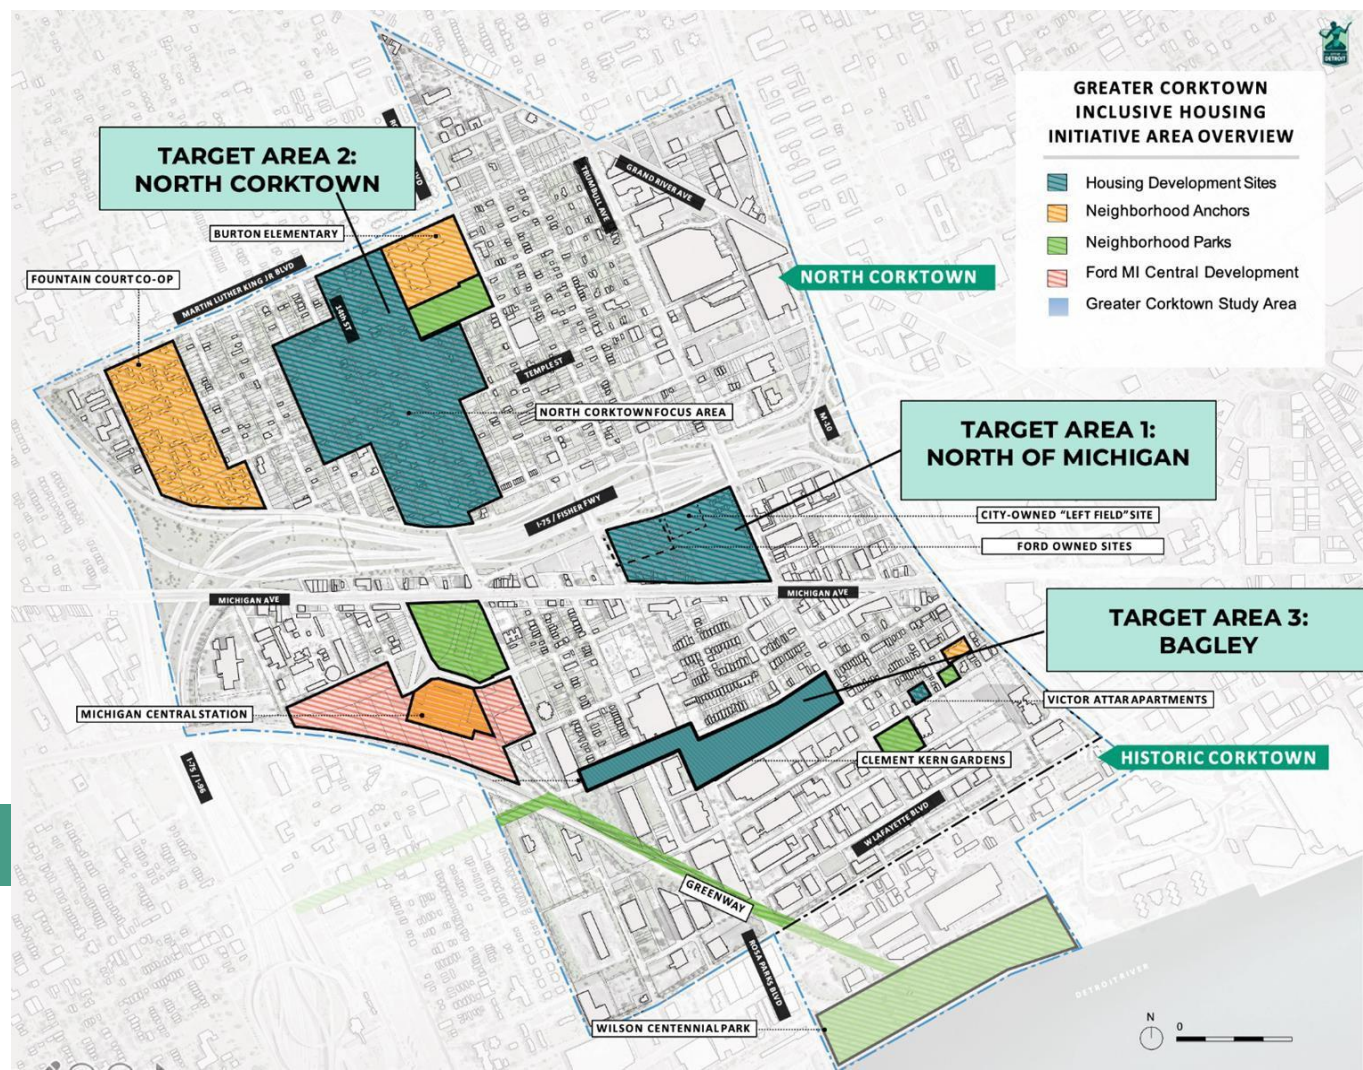 CITY OF
DETROIT
GREATER CORKTOWN
INCLUSIVE HOUSING
INITIATIVE AREA OVERVIEW
Housing Development Sites
Neighborhood Anchors
Neighborhood Parks
Ford MI Central Development
Greater Corktown Study Area
TARGET AREA 2:
NORTH CORKTOWN
BLVD
BURTON ELEMENTARY
FOUNTAIN COURT CO-OP
MARTIN LUTHER KING JR BLVD
14th ST
TRUMBULL AVE
GRAND RIVER AVE
NORTH CORKTOWN
TEMPLE ST
NORTH CORKTOWN FOCUS AREA
M-10
TARGET AREA 1:
NORTH OF MICHIGAN
I-75 / FISHER FWY
CITY-OWNED "LEFT FIELD" SITE
FORD OWNED SITES
MICHIGAN AVE
MICHIGAN AVE
TARGET AREA 3:
BAGLEY
VICTOR ATTAR APARTMENTS
MICHIGAN CENTRAL STATION
I-75 / I-96
CLEMENT KERN GARDENS
HISTORIC CORKTOWN
W LAFAYETTE BLVD
GREENWAY
ROSA PARKS BLVD
DETROIT RIVER
WILSON CENTENNIAL PARK
N
0